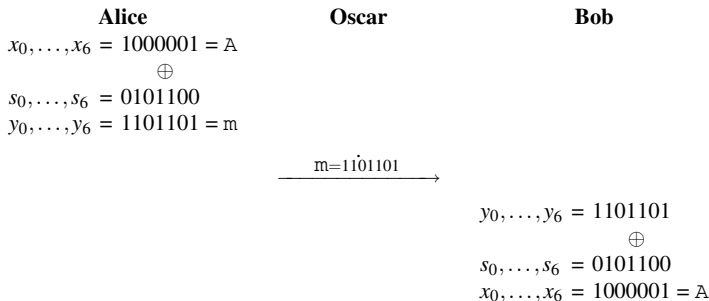 Alice Oscar Bob
x₀,...,x₆ = 1000001 = A
⊕
s₀,...,s₆ = 0101100
y₀,...,y₆ = 1101101 = m
m=1101101
y₀,...,y₆ = 1101101
⊕
s₀,...,s₆ = 0101100
x₀,...,x₆ = 1000001 = A